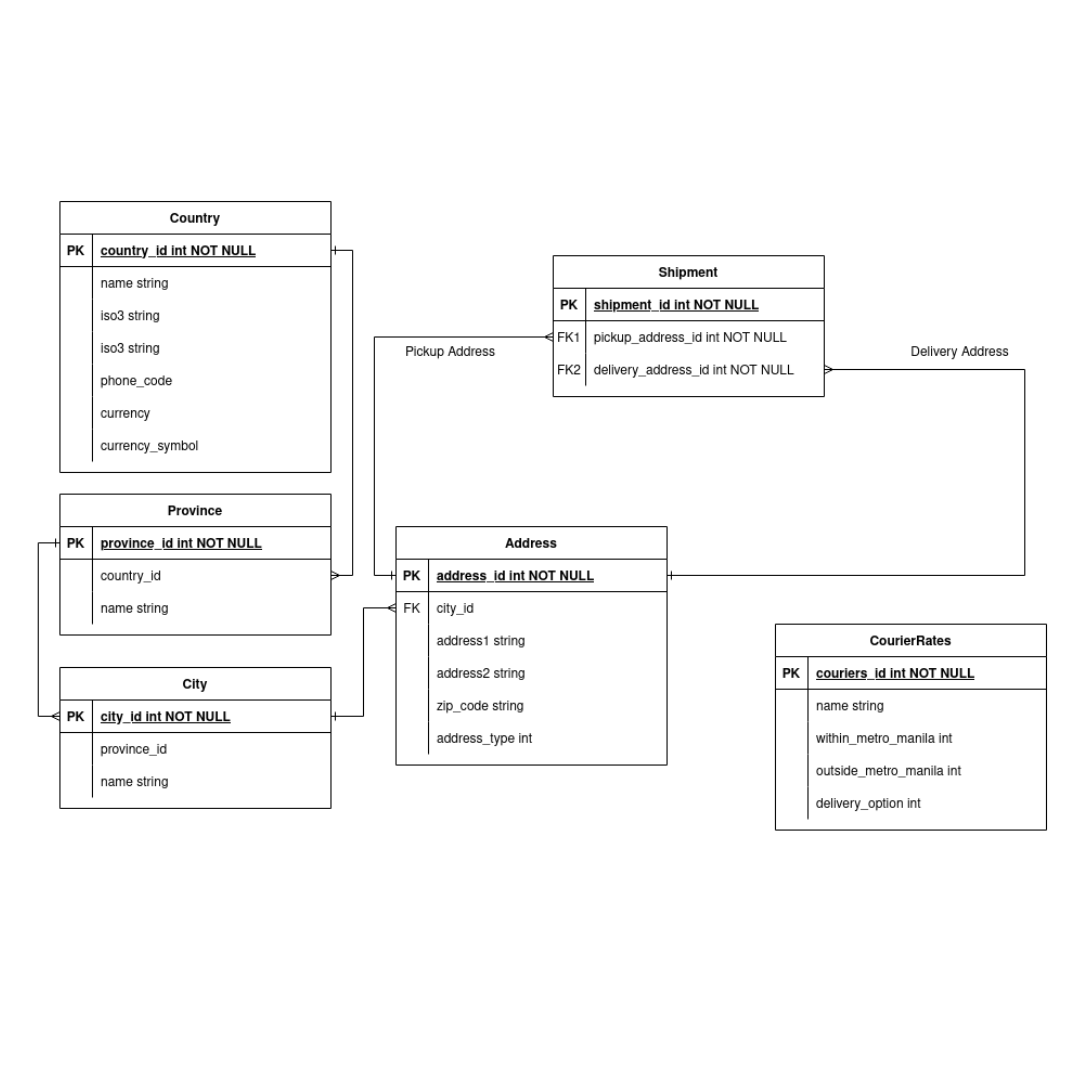 Country
PK country_id int NOT NULL
name string
iso3 string
iso3 string
phone_code
currency
currency_symbol
Province
PK province_id int NOT NULL
country_id
name string
City
PK city_id int NOT NULL
province_id
name string
Shipment
PK shipment_id int NOT NULL
FK1 pickup_address_id int NOT NULL
FK2 delivery_address_id int NOT NULL
Pickup Address
Delivery Address
Address
PK address_id int NOT NULL
FK city_id
address1 string
address2 string
zip_code string
address_type int
CourierRates
PK couriers_id int NOT NULL
name string
within_metro_manila int
outside_metro_manila int
delivery_option int